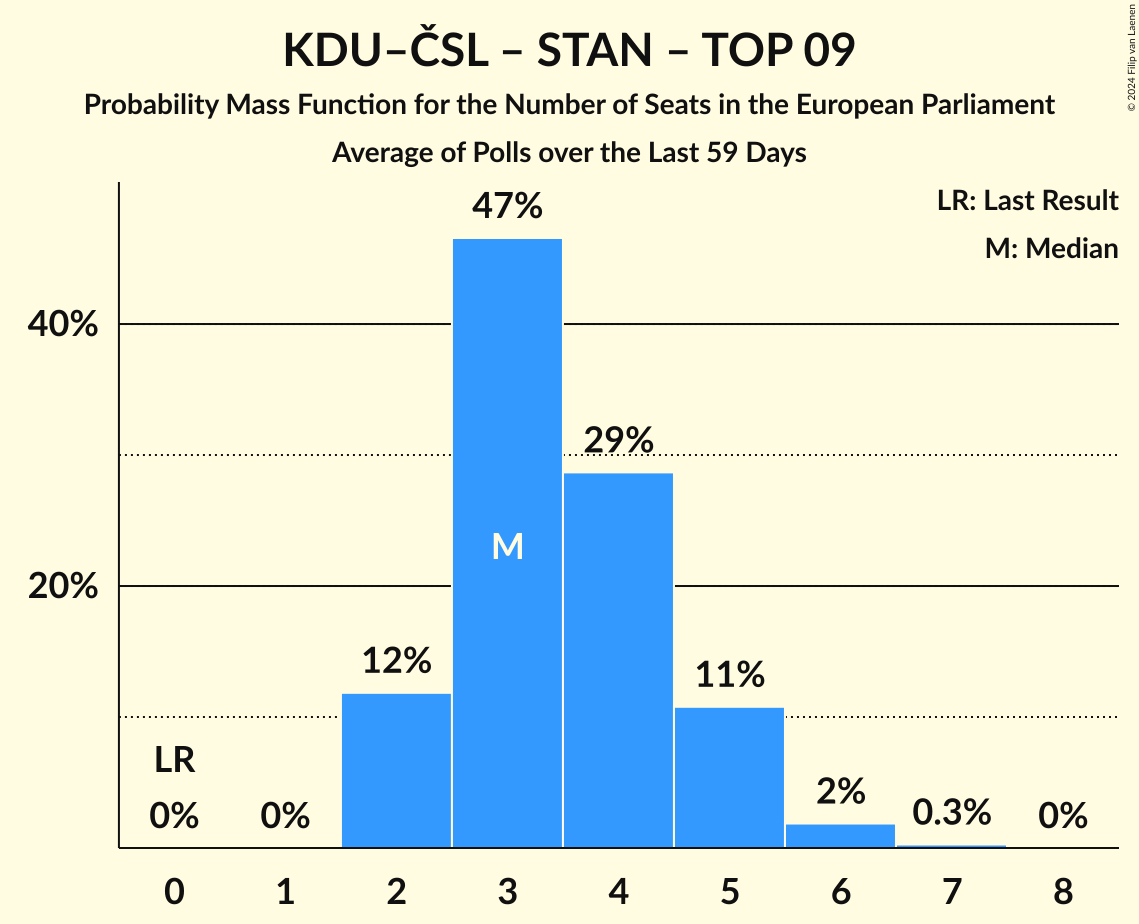 KDU–ČSL – STAN – TOP 09
Probability Mass Function for the Number of Seats in the European Parliament
Average of Polls over the Last 59 Days
© 2024 Filip van Laenen
LR: Last Result
M: Median
47%
40%
29%
M
20%
12%
11%
LR
0%
0%
2%
0.3%
0%
0 1 2 3 4 5 6 7 8